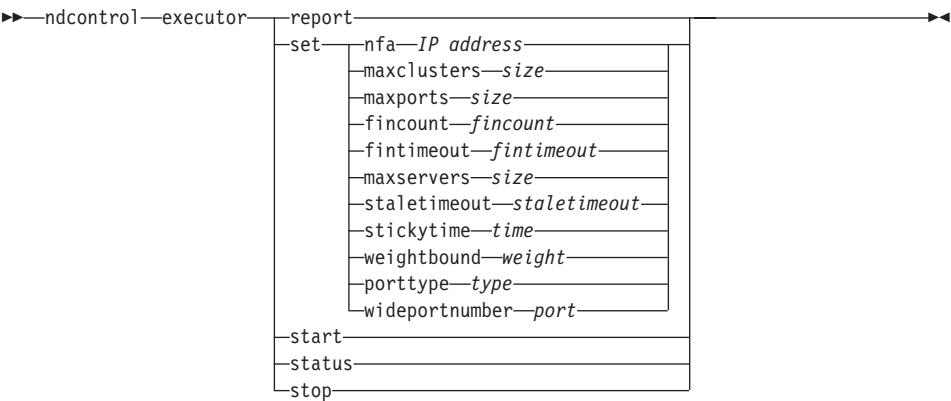 ndcontrol executor report
set nfa IP address
maxclusters size
maxports size
fincount fincount
fintimeout fintimeout
maxservers size
staletimeout staletimeout
stickytime time
weightbound weight
porttype type
wideportnumber port
start
status
stop